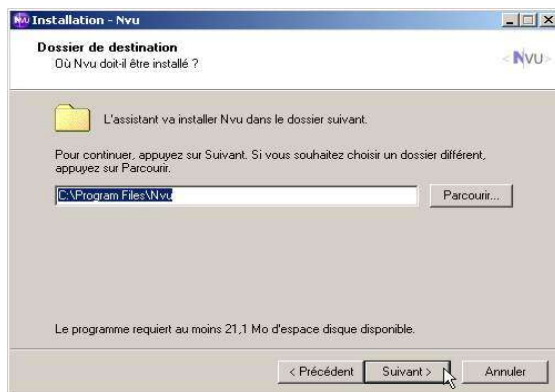 Installation - Nvu
Dossier de destination
Où Nvu doit-il être installé ?
NVU
L'assistant va installer Nvu dans le dossier suivant.
Pour continuer, appuyez sur Suivant. Si vous souhaitez choisir un dossier différent,
appuyez sur Parcourir.
C:\Program Files\Nvu
Parcourir...
Le programme requiert au moins 21,1 Mo d'espace disque disponible.
< Précédent
Suivant >
Annuler